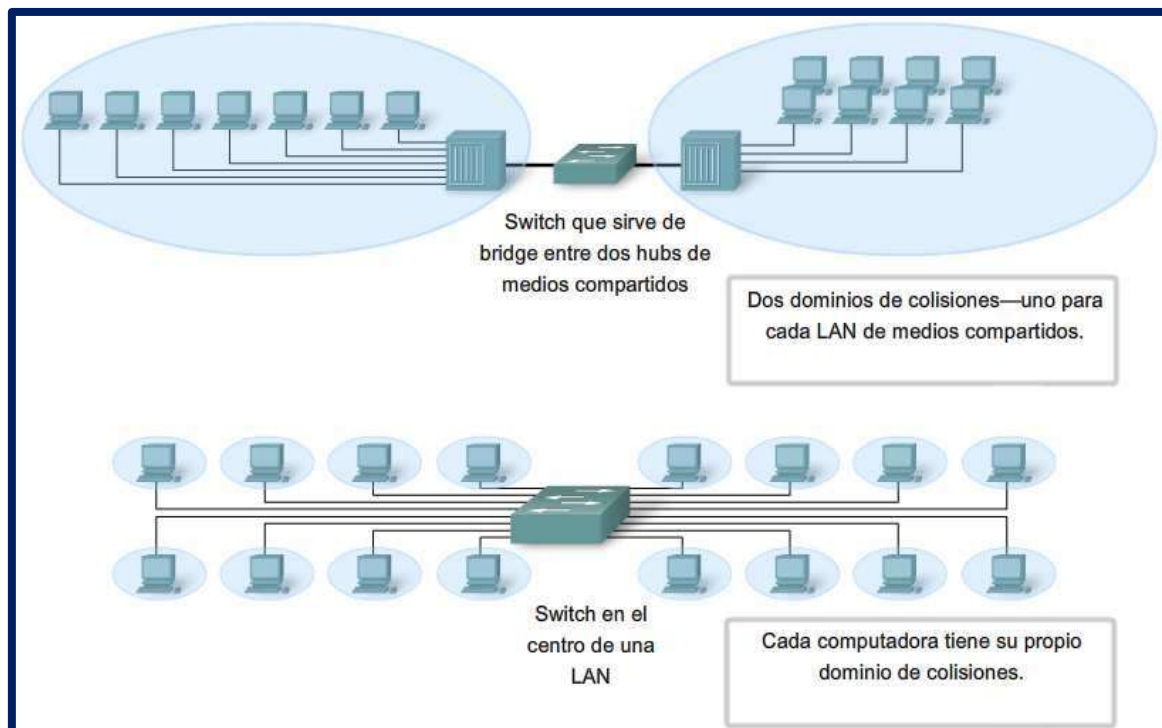 Switch que sirve de
bridge entre dos hubs de
medios compartidos
Dos dominios de colisiones—uno para
cada LAN de medios compartidos.
Switch en el
centro de una
LAN
Cada computadora tiene su propio
dominio de colisiones.